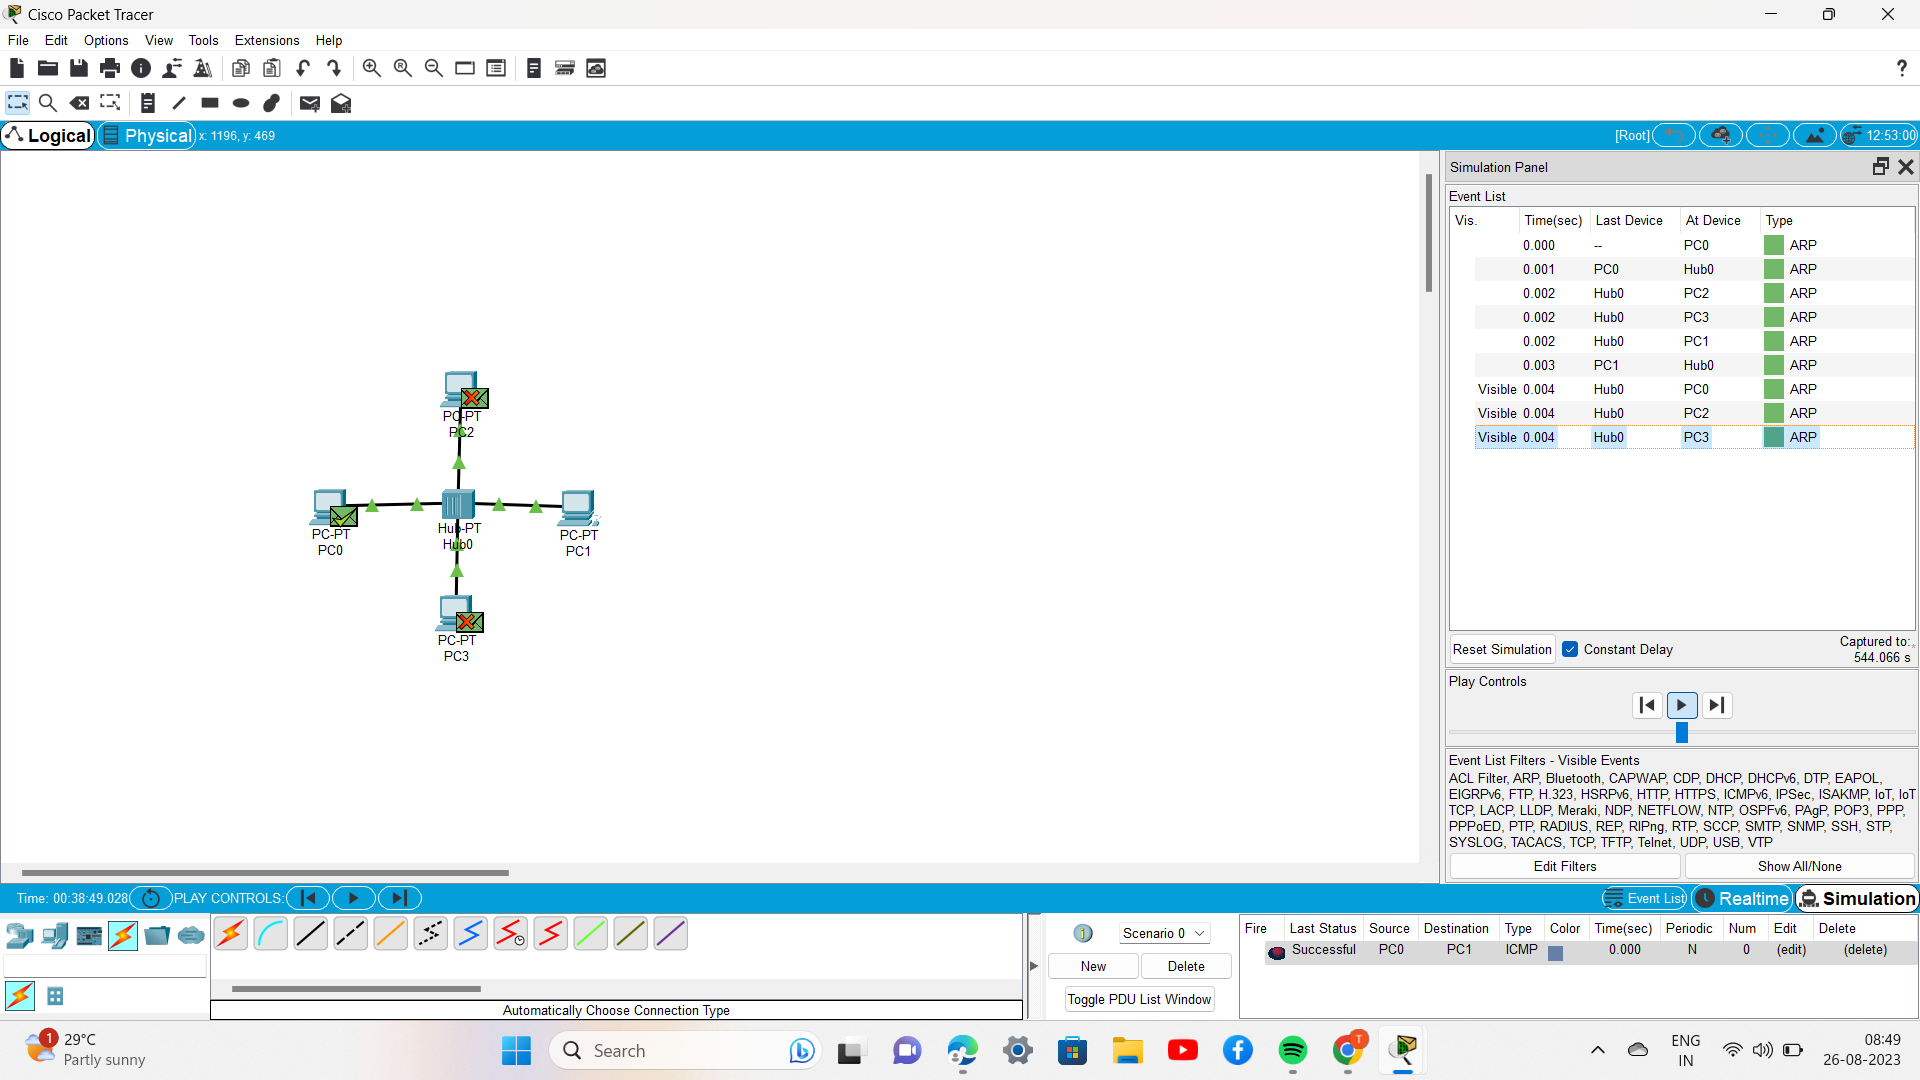 Cisco Packet Tracer
File Edit Options View Tools Extensions Help
Logical Physical x: 1196, y: 469 [Root] 12:53:00
Simulation Panel
Event List
Vis. Time(sec) Last Device At Device Type
0.000 -- PC0 ARP
0.001 PC0 Hub0 ARP
0.002 Hub0 PC2 ARP
0.002 Hub0 PC3 ARP
0.002 Hub0 PC1 ARP
0.003 PC1 Hub0 ARP
Visible 0.004 Hub0 PC0 ARP
Visible 0.004 Hub0 PC2 ARP
Visible 0.004 Hub0 PC3 ARP
PC-PT
PC2
PC-PT
PC0
Hub-PT
Hub0
PC-PT
PC1
PC-PT
PC3
Reset Simulation Constant Delay
Captured to:
544.066 s
Play Controls
Event List Filters - Visible Events
ACL Filter, ARP, Bluetooth, CAPWAP, CDP, DHCP, DHCPv6, DTP, EAPOL,
EIGRPv6, FTP, H.323, HSRPv6, HTTP, HTTPS, ICMPv6, IPSec, ISAKMP, IoT, IoT
TCP, LACP, LLDP, Meraki, NDP, NETFLOW, NTP, OSPFv6, PAgP, POP3, PPP,
PPPoED, PTP, RADIUS, REP, RIPng, RTP, SCCP, SMTP, SNMP, SSH, STP,
SYSLOG, TACACS, TCP, TFTP, Telnet, UDP, USB, VTP
Edit Filters Show All/None
Time: 00:38:49.028 PLAY CONTROLS: Event List Realtime Simulation
Scenario 0
New Delete
Toggle PDU List Window
Fire Last Status Source Destination Type Color Time(sec) Periodic Num Edit Delete
Successful PC0 PC1 ICMP 0.000 N 0 (edit) (delete)
Automatically Choose Connection Type
1
29°C
Partly sunny
Search
T
ENG
IN
08:49
26-08-2023